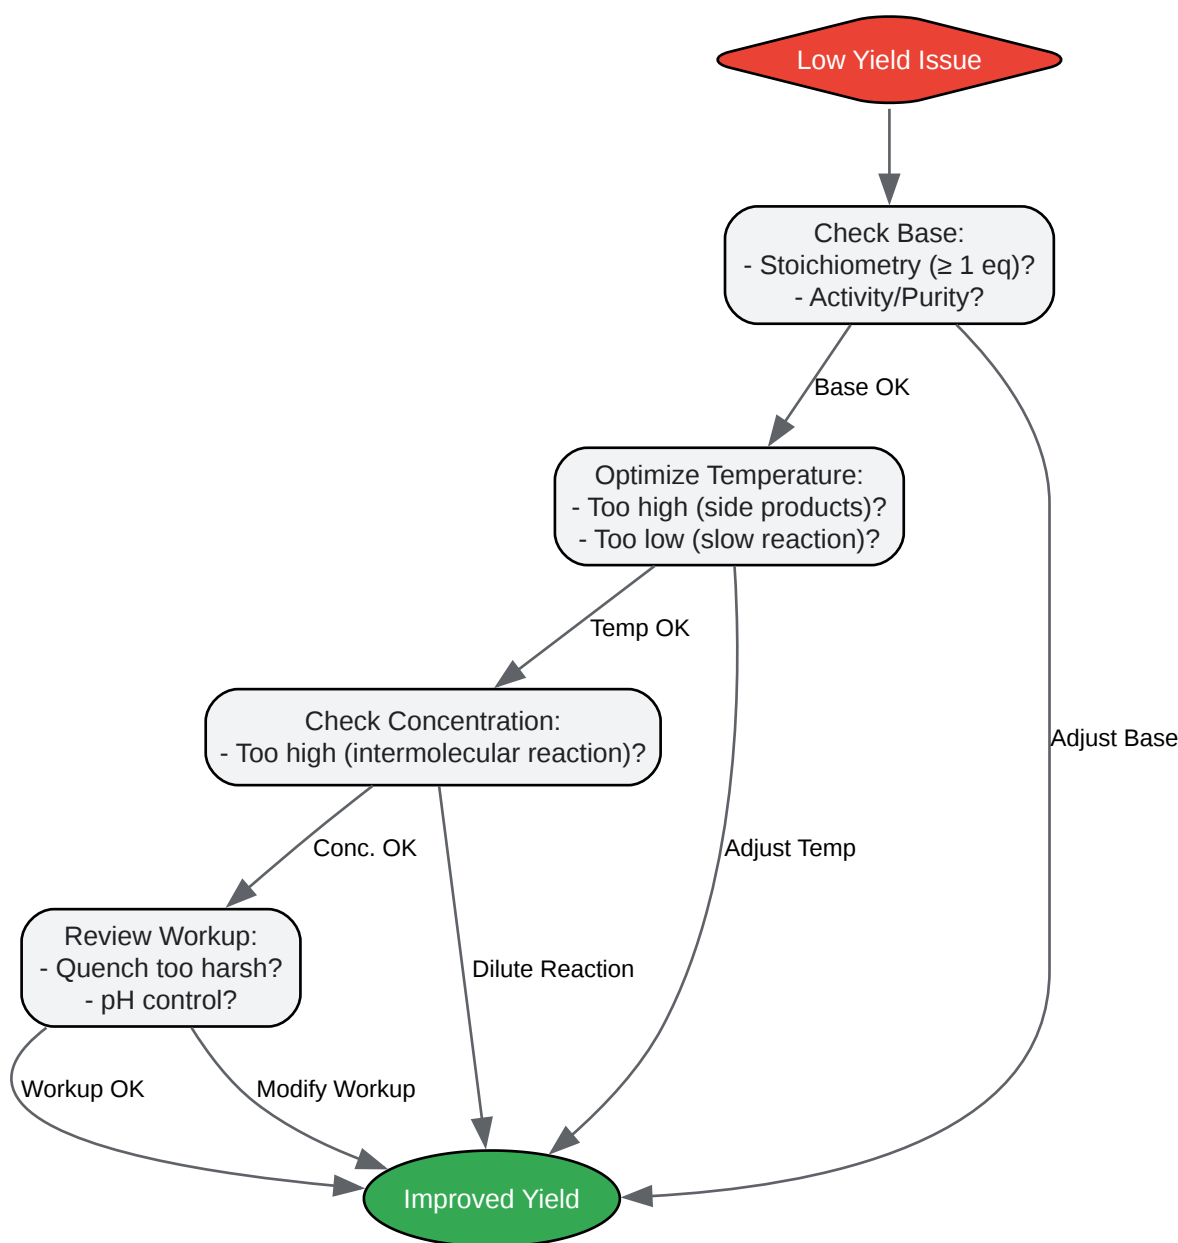 Low Yield Issue
Check Base:
- Stoichiometry (≥ 1 eq)?
- Activity/Purity?
Base OK
Optimize Temperature:
- Too high (side products)?
- Too low (slow reaction)?
Temp OK
Check Concentration:
- Too high (intermolecular reaction)?
Adjust Base
Conc. OK
Adjust Temp
Review Workup:
- Quench too harsh?
- pH control?
Dilute Reaction
Workup OK
Modify Workup
Improved Yield